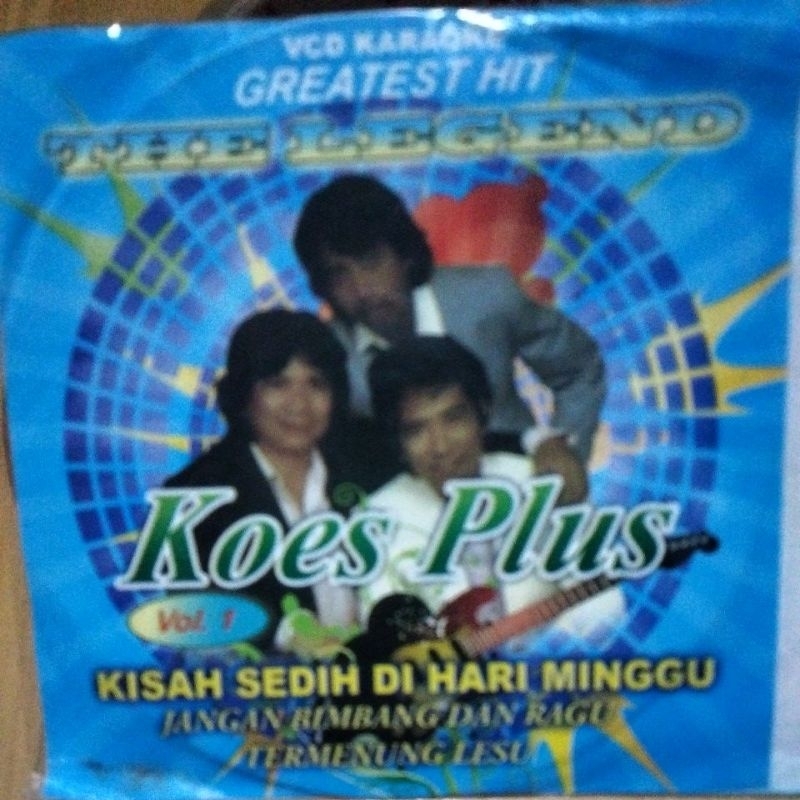 VCD KARAOKE
GREATEST HIT
THE LEGEND
Koes Plus
Vol. 1
KISAH SEDIH DI HARI MINGGU
JANGAN BIMBANG DAN RAGU
TERMENUNG LESU